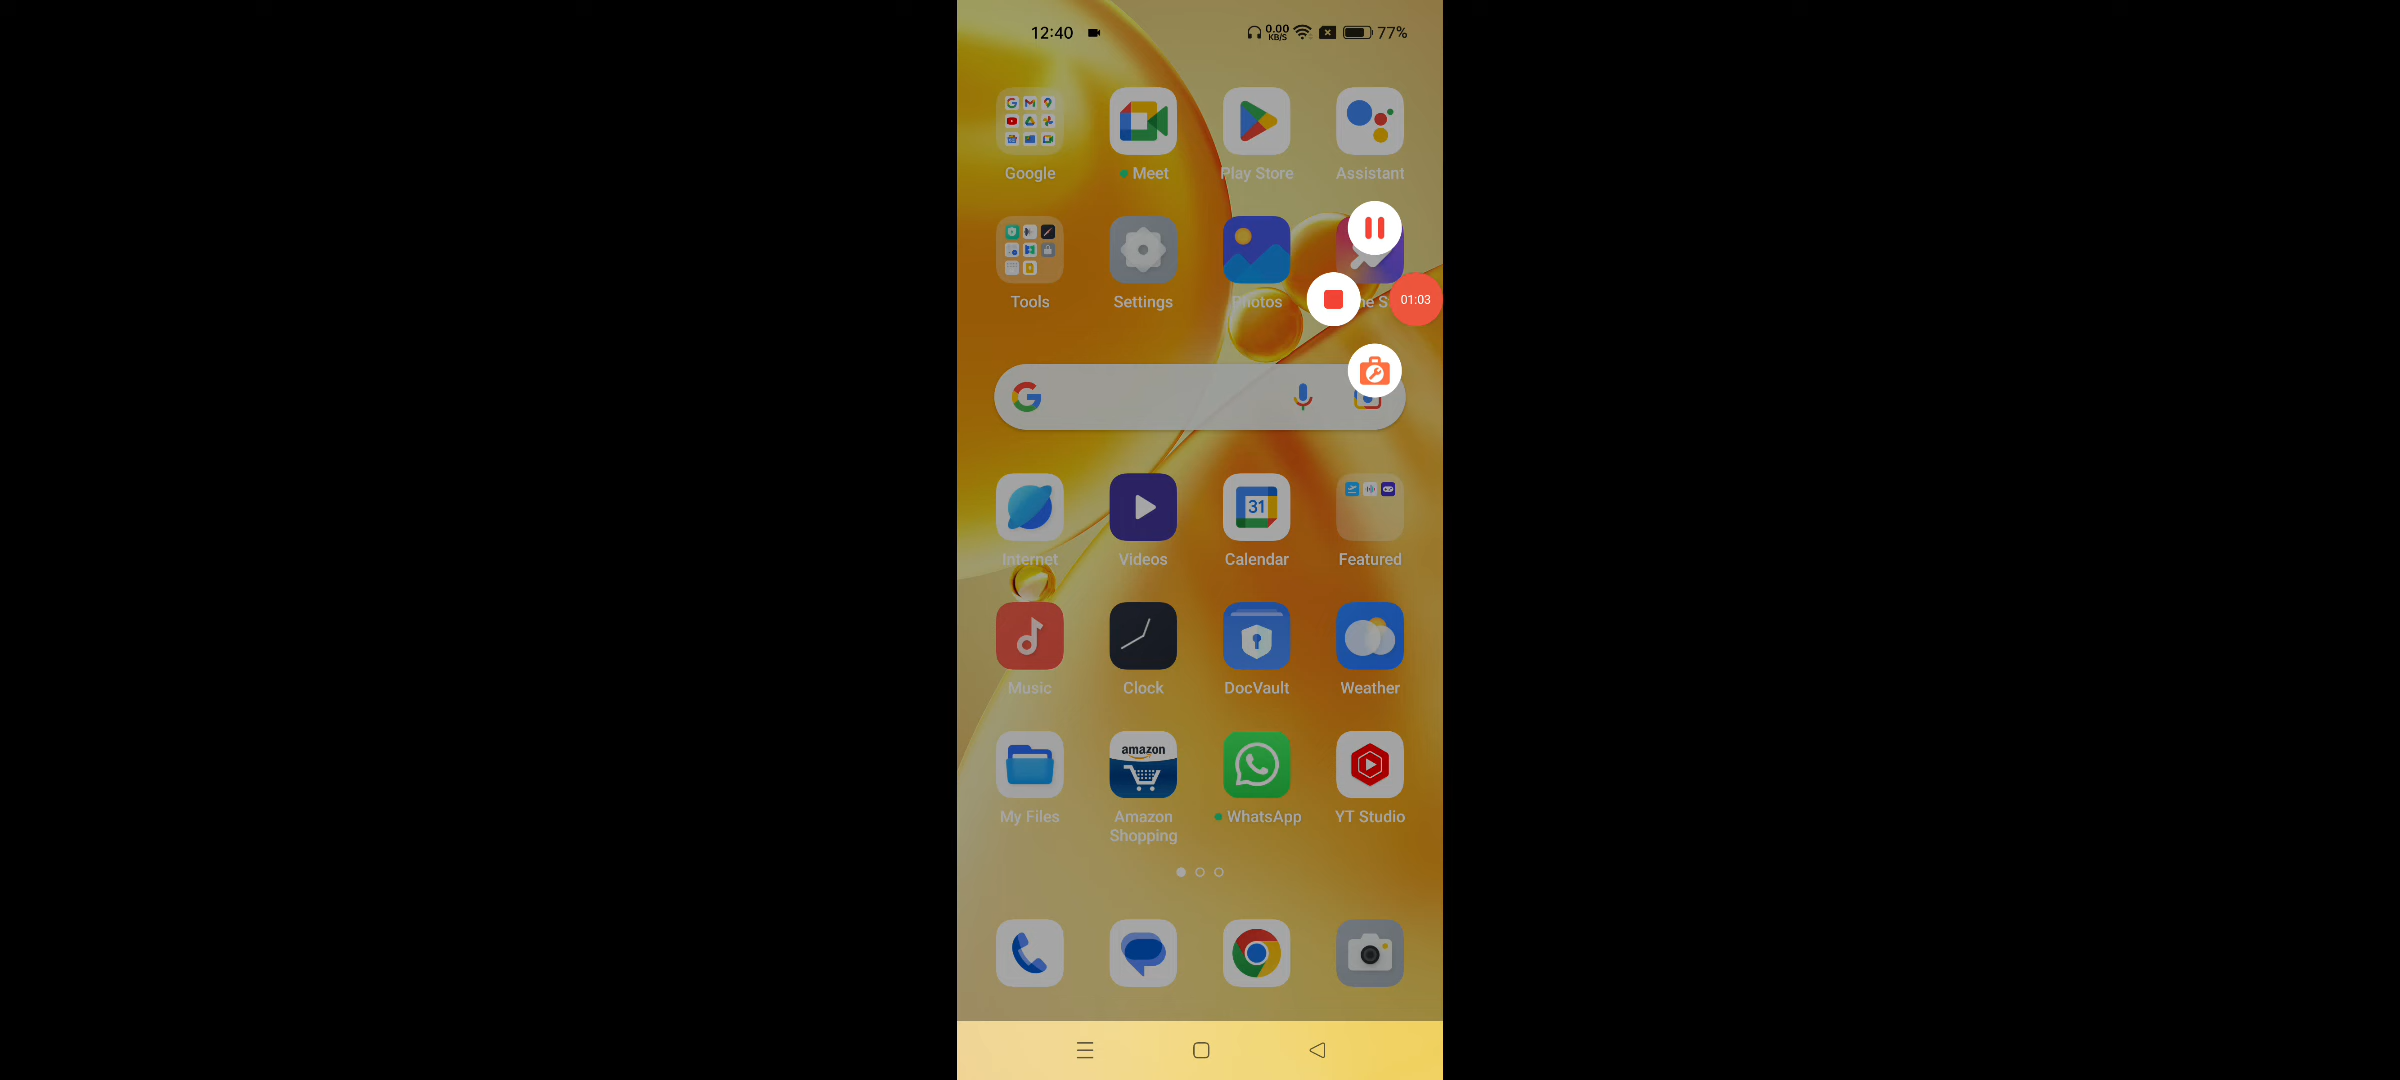 12:40 0.00 KB/S 77%
Google Meet Play Store Assistant
Tools Settings Photos
01:03
31
Internet Videos Calendar Featured
Music Clock DocVault Weather
amazon
My Files Amazon Shopping WhatsApp YT Studio